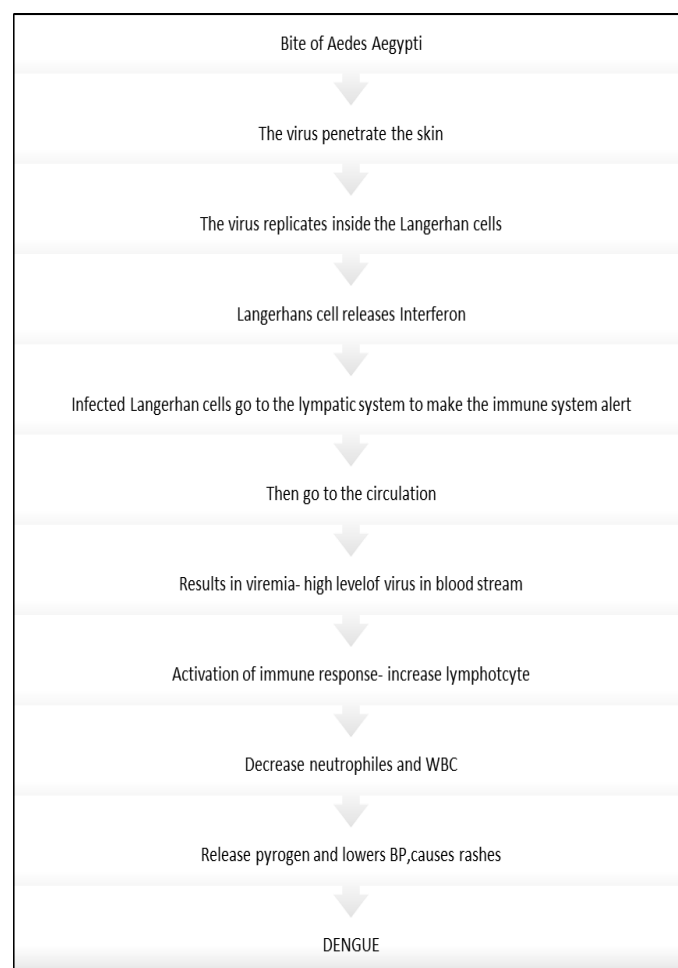 Bite of Aedes Aegypti
The virus penetrate the skin
The virus replicates inside the Langerhan cells
Langerhans cell releases Interferon
Infected Langerhan cells go to the lympatic system to make the immune system alert
Then go to the circulation
Results in viremia- high levelof virus in blood stream
Activation of immune response- increase lymphotcyte
Decrease neutrophiles and WBC
Release pyrogen and lowers BP,causes rashes
DENGUE